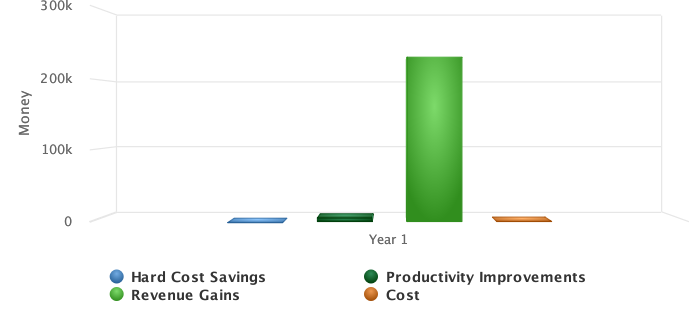 300k
200k
Money
100k
0
Year 1
Hard Cost Savings
Productivity Improvements
Revenue Gains
Cost